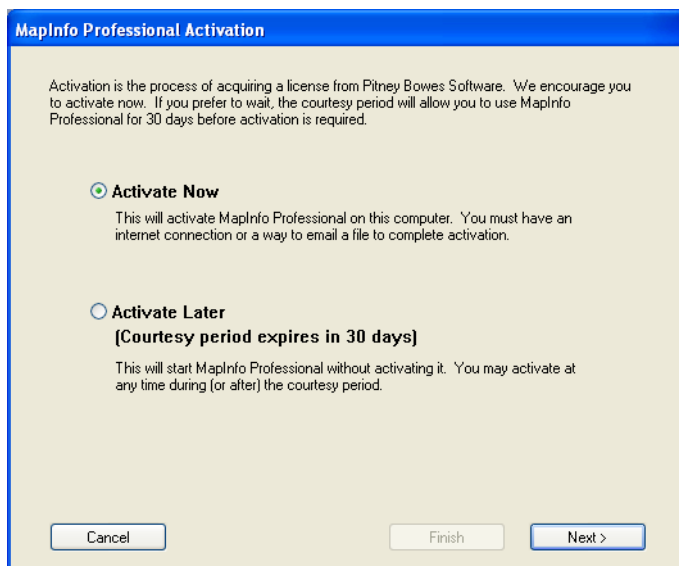 MapInfo Professional Activation
Activation is the process of acquiring a license from Pitney Bowes Software. We encourage you
to activate now. If you prefer to wait, the courtesy period will allow you to use MapInfo
Professional for 30 days before activation is required.
Activate Now
This will activate MapInfo Professional on this computer. You must have an
internet connection or a way to email a file to complete activation.
Activate Later
(Courtesy period expires in 30 days)
This will start MapInfo Professional without activating it. You may activate at
any time during (or after) the courtesy period.
Cancel Finish Next >